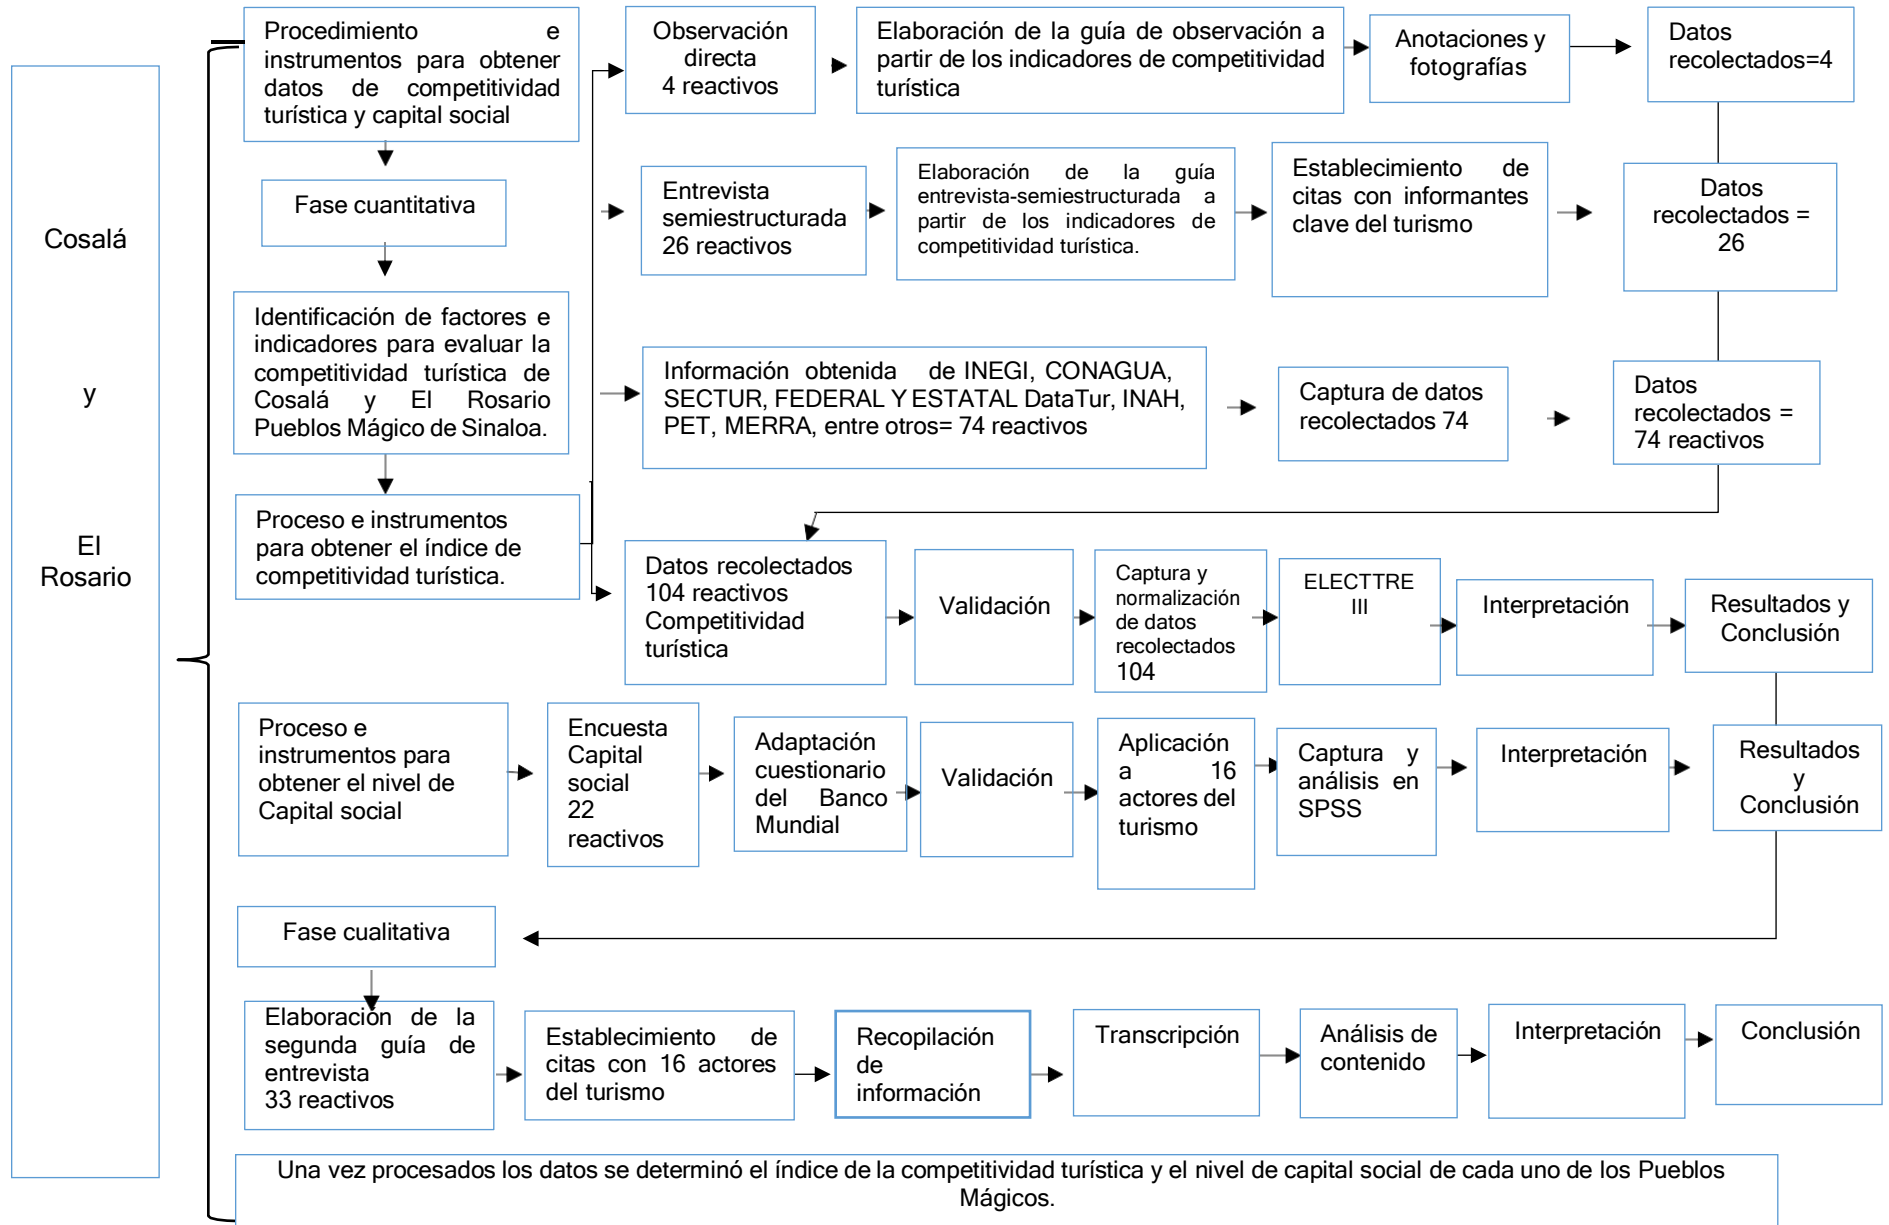 Cosalá
y
El
Rosario
Procedimiento e
instrumentos para obtener
datos de competitividad
turística y capital social
Fase cuantitativa
Identificación de factores e
indicadores para evaluar la
competitividad turística de
Cosalá y El Rosario
Pueblos Mágico de Sinaloa.
Proceso e instrumentos
para obtener el índice de
competitividad turística.
Observación
directa
4 reactivos
Elaboración de la guía de observación a
partir de los indicadores de competitividad
turística
Anotaciones y
fotografías
Datos
recolectados=4
Entrevista
semiestructurada
26 reactivos
Elaboración de la guía
entrevista-semiestructurada a
partir de los indicadores de
competitividad turística.
Establecimiento de
citas con informantes
clave del turismo
Datos
recolectados =
26
Información obtenida de INEGI, CONAGUA,
SECTUR, FEDERAL Y ESTATAL DataTur, INAH,
PET, MERRA, entre otros= 74 reactivos
Captura de datos
recolectados 74
Datos
recolectados =
74 reactivos
Datos recolectados
104 reactivos
Competitividad
turística
Validación
Captura y
normalización
de datos
recolectados
104
ELECTTRE
III
Interpretación
Resultados y
Conclusión
Proceso e
instrumentos para
obtener el nivel de
Capital social
Encuesta
Capital
social
22
reactivos
Adaptación
cuestionario
del Banco
Mundial
Validación
Aplicación
a 16
actores del
turismo
Captura y
análisis en
SPSS
Interpretación
Resultados
y
Conclusión
Fase cualitativa
Elaboración de la
segunda guía de
entrevista
33 reactivos
Establecimiento de
citas con 16 actores
del turismo
Recopilación
de
información
Transcripción
Análisis de
contenido
Interpretación
Conclusión
Una vez procesados los datos se determinó el índice de la competitividad turística y el nivel de capital social de cada uno de los Pueblos
Mágicos.